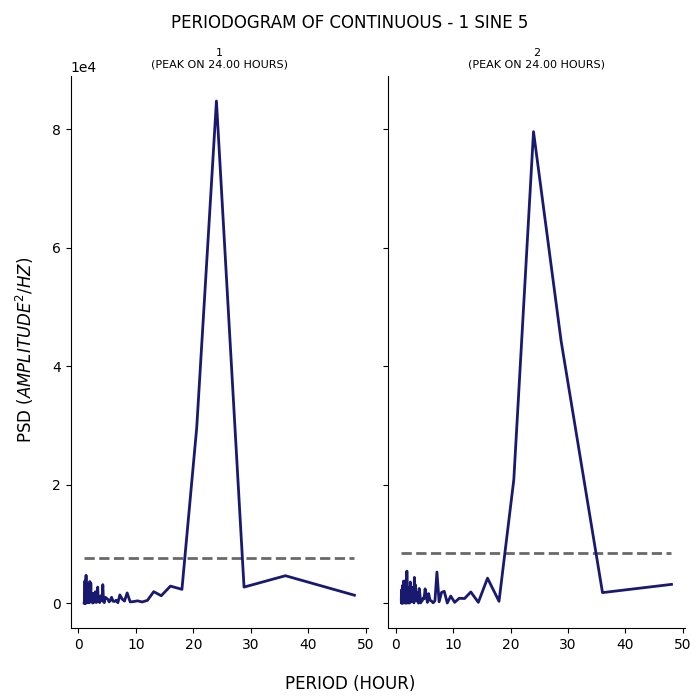 PERIODOGRAM OF CONTINUOUS - 1 SINE 5
1
(PEAK ON 24.00 HOURS)
2
(PEAK ON 24.00 HOURS)
1e4
8
6
4
2
0
PSD (AMPLITUDE²/HZ)
0 10 20 30 40 50
0 10 20 30 40 50
PERIOD (HOUR)